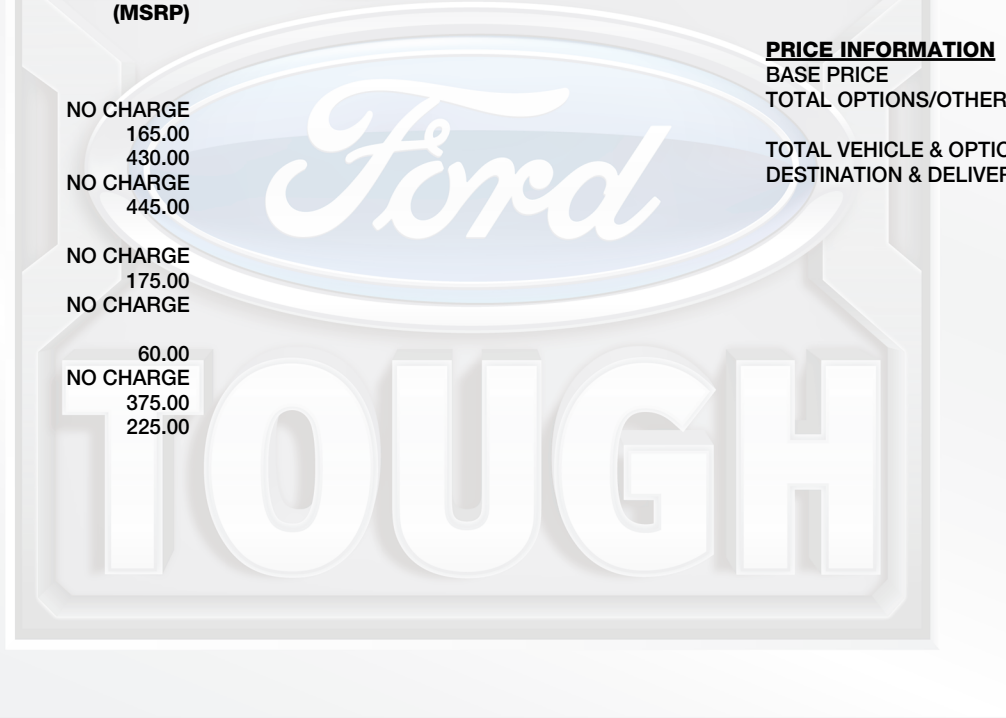 (MSRP)
NO CHARGE
165.00
430.00
NO CHARGE
445.00
NO CHARGE
175.00
NO CHARGE
60.00
NO CHARGE
375.00
225.00
PRICE INFORMATION
BASE PRICE
TOTAL OPTIONS/OTHER
TOTAL VEHICLE & OPTIO
DESTINATION & DELIVER
Ford
TOUGH